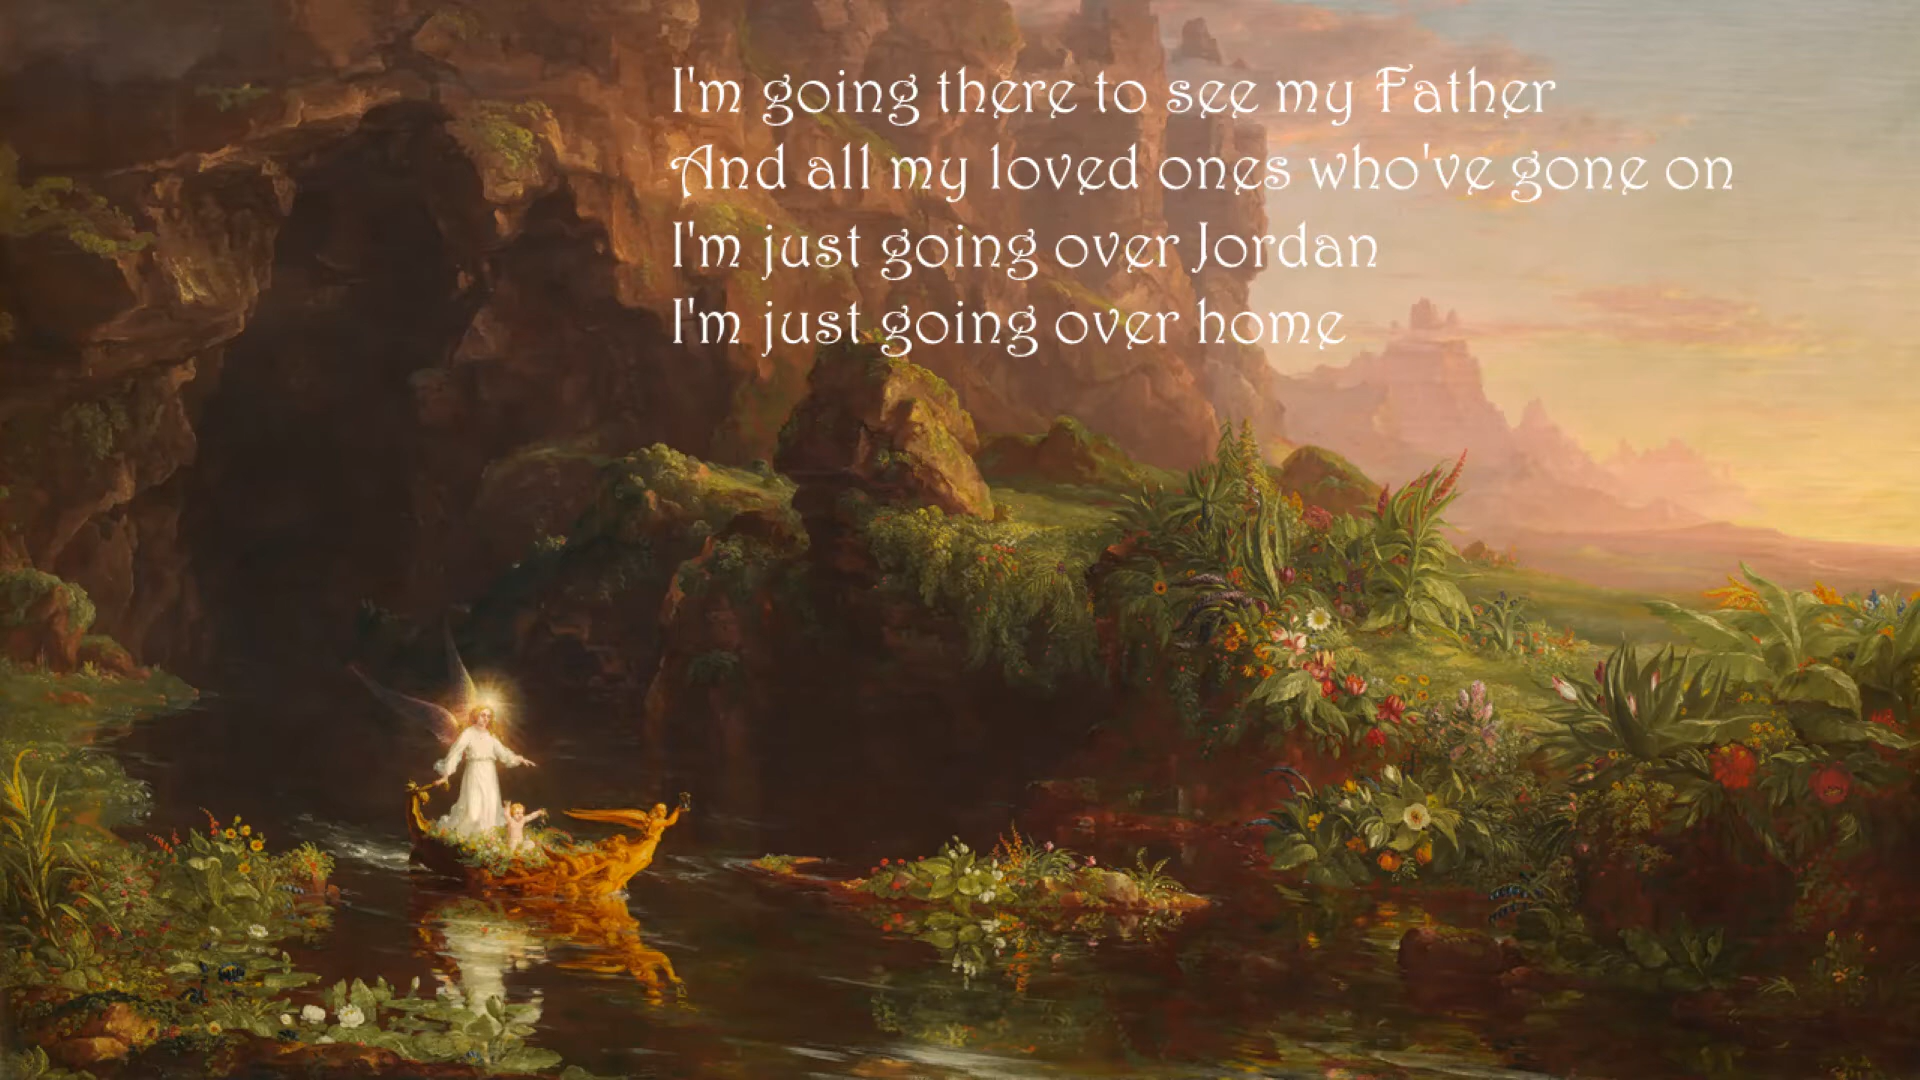 I'm going there to see my Father
And all my loved ones who've gone on
I'm just going over Jordan
I'm just going over home